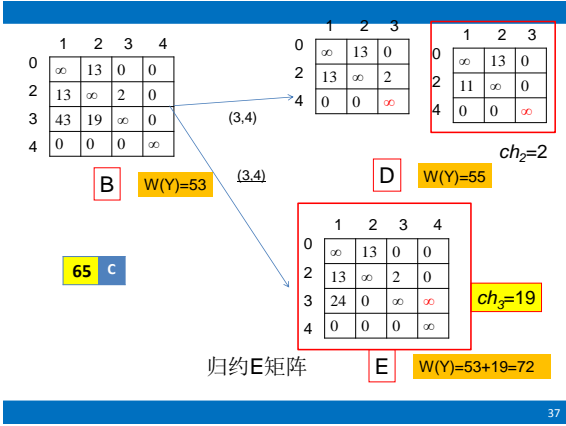 1 2 3 4
0 ∞ 13 0 0
2 13 ∞ 2 0
3 43 19 ∞ 0
4 0 0 0 ∞
B
W(Y)=53
(3,4)
(3.4)
1 2 3
0 ∞ 13 0
2 13 ∞ 2
4 0 0 ∞
1 2 3
0 ∞ 13 0
2 11 ∞ 0
4 0 0 ∞
ch2=2
D
W(Y)=55
65 C
1 2 3 4
0 ∞ 13 0 0
2 13 ∞ 2 0
3 24 0 ∞ ∞
4 0 0 0 ∞
ch3=19
归约E矩阵
E
W(Y)=53+19=72
37